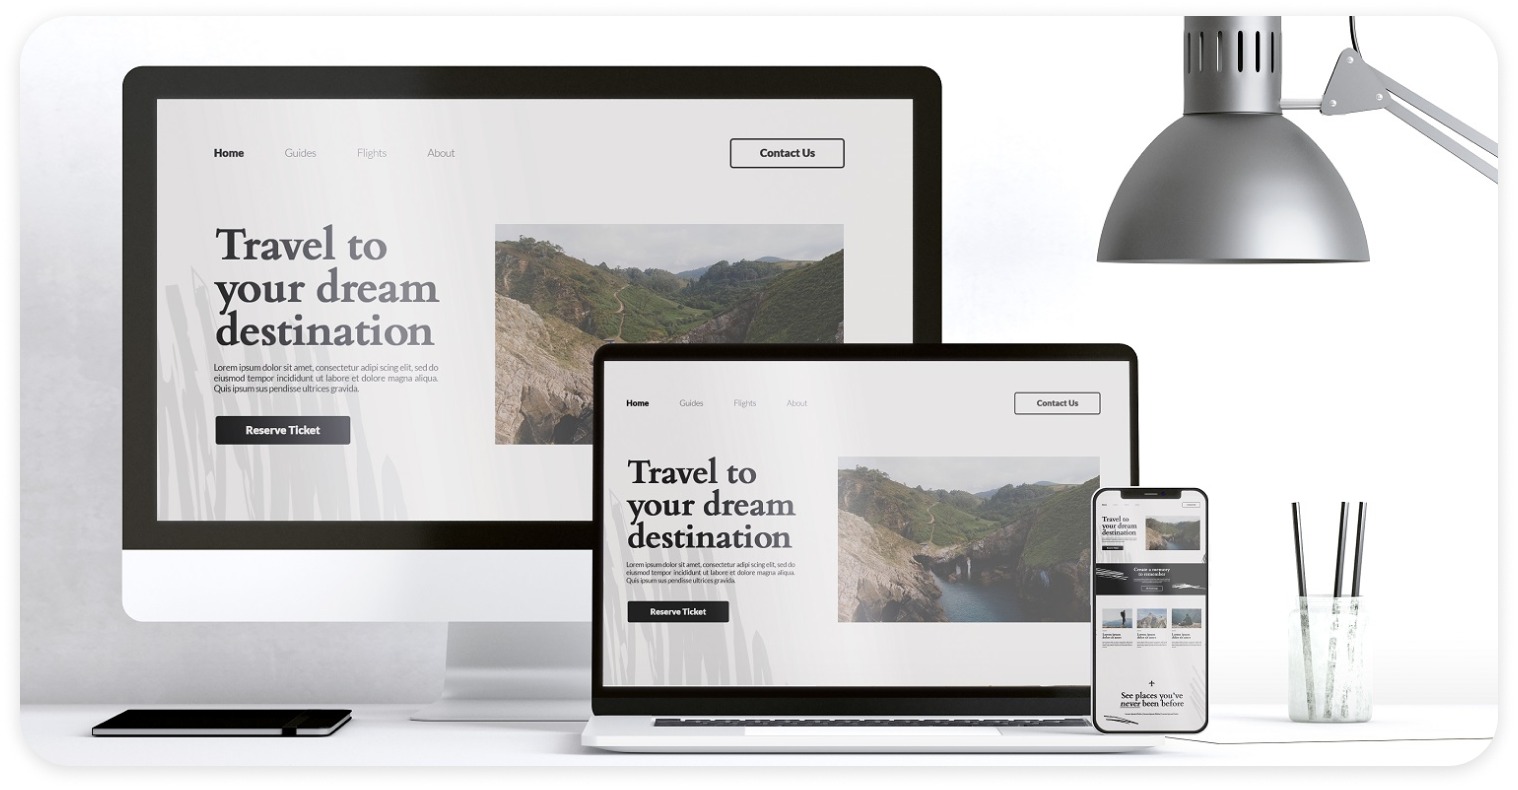 Home Guides Flights About Contact Us
Travel to
your dream
destination
Lorem ipsum dolor sit amet, consectetur adipi scing elit, sed do
eiusmod tempor incididunt ut labore et dolore magna aliqua.
Quis ipsum sus pendisse ultrices gravida.
Reserve Ticket
Home Guides Flights About Contact Us
Travel to
your dream
destination
Lorem ipsum dolor sit amet, consectetur adipi scing elit, sed do
eiusmod tempor incididunt ut labore et dolore magna aliqua.
Quis ipsum sus pendisse ultrices gravida.
Reserve Ticket
Travel to
your dream
destination
Create a memory
to remember
See places you've
never been before